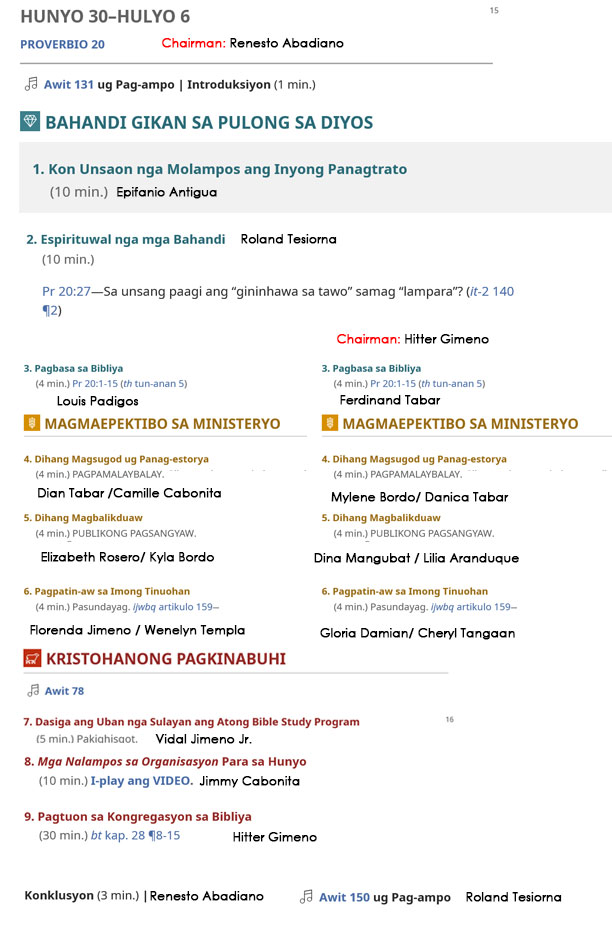 HUNYO 30–HULYO 6
15
PROVERBIO 20 Chairman: Renesto Abadiano
Awit 131 ug Pag-ampo | Introduksiyon (1 min.)
BAHANDI GIKAN SA PULONG SA DIYOS
1. Kon Unsaon nga Molampos ang Inyong Panagtrato
(10 min.) Epifanio Antigua
2. Espirituwal nga mga Bahandi Roland Tesiorna
(10 min.)
Pr 20:27—Sa unsang paagi ang “gininhawa sa tawo” samag “lampara”? (it-2 140
¶2)
Chairman: Hitter Gimeno
3. Pagbasa sa Bibliya
(4 min.) Pr 20:1-15 (th tun-anan 5)
Louis Padigos
MAGMAEPEKTIBO SA MINISTERYO
4. Dihang Magsugod ug Panag-estorya
(4 min.) PAGPAMALAYBALAY.
Dian Tabar /Camille Cabonita
5. Dihang Magbalikduaw
(4 min.) PUBLIKONG PAGSANGYAW.
Elizabeth Rosero/ Kyla Bordo
6. Pagpatin-aw sa Imong Tinuohan
(4 min.) Pasundayag. ijwbq artikulo 159—
Florenda Jimeno / Wenelyn Templa
3. Pagbasa sa Bibliya
(4 min.) Pr 20:1-15 (th tun-anan 5)
Ferdinand Tabar
MAGMAEPEKTIBO SA MINISTERYO
4. Dihang Magsugod ug Panag-estorya
(4 min.) PAGPAMALAYBALAY.
Mylene Bordo/ Danica Tabar
5. Dihang Magbalikduaw
(4 min.) PUBLIKONG PAGSANGYAW.
Dina Mangubat / Lilia Aranduque
6. Pagpatin-aw sa Imong Tinuohan
(4 min.) Pasundayag. ijwbq artikulo 159—
Gloria Damian/ Cheryl Tangaan
KRISTOHANONG PAGKINABUHI
Awit 78
7. Dasiga ang Uban nga Sulayan ang Atong Bible Study Program
16
(5 min.) Pakighisgot. Vidal Jimeno Jr.
8. Mga Nalampos sa Organisasyon Para sa Hunyo
(10 min.) I-play ang VIDEO. Jimmy Cabonita
9. Pagtuon sa Kongregasyon sa Bibliya
(30 min.) bt kap. 28 ¶8-15 Hitter Gimeno
Konklusyon (3 min.) | Renesto Abadiano
Awit 150 ug Pag-ampo Roland Tesiorna